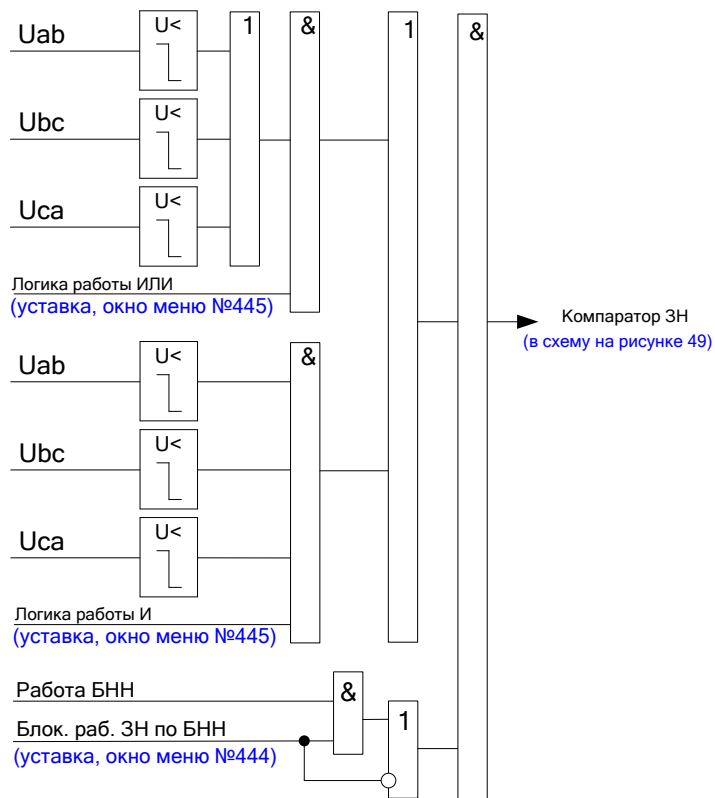 Uab
U<
1
&
1
&
Ubc
U<
Uca
U<
Логика работы ИЛИ
(уставка, окно меню №445)
Компаратор ЗН
(в схему на рисунке 49)
Uab
U<
&
Ubc
U<
Uca
U<
Логика работы И
(уставка, окно меню №445)
Работа БНН
&
1
Блок. раб. ЗН по БНН
(уставка, окно меню №444)